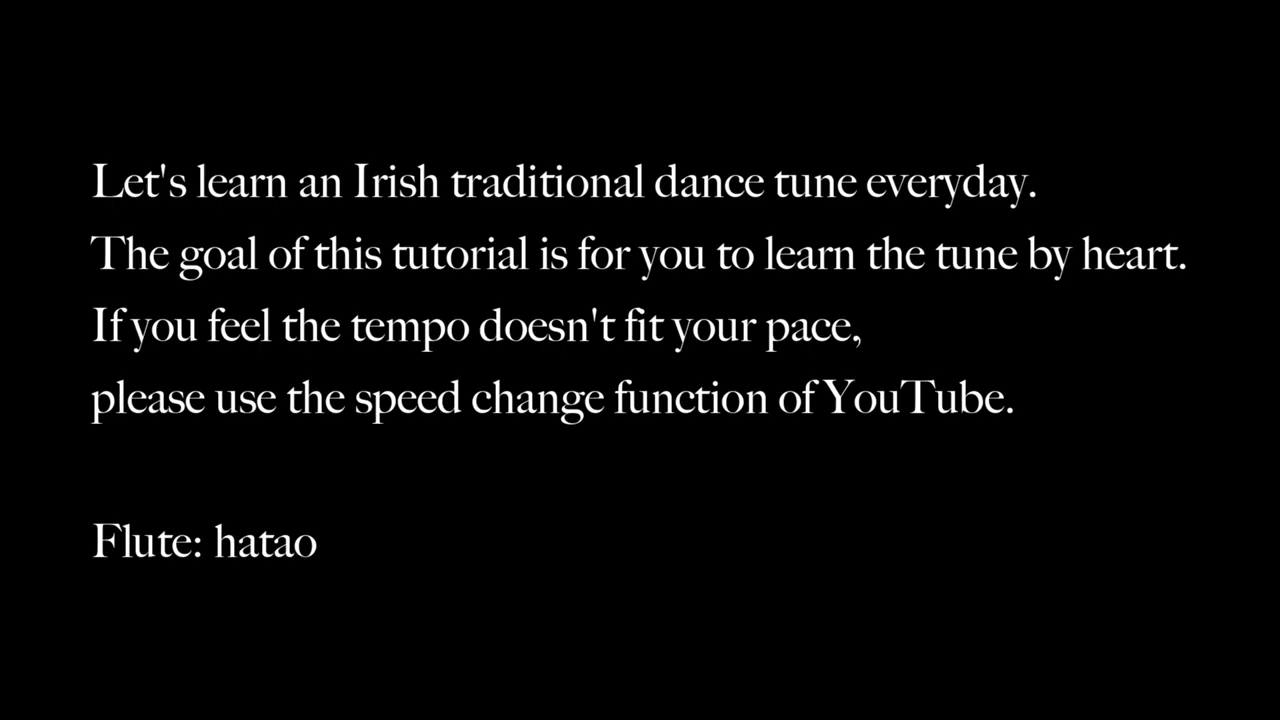 Let's learn an Irish traditional dance tune everyday.
The goal of this tutorial is for you to learn the tune by heart.
If you feel the tempo doesn't fit your pace,
please use the speed change function of YouTube.
Flute: hatao